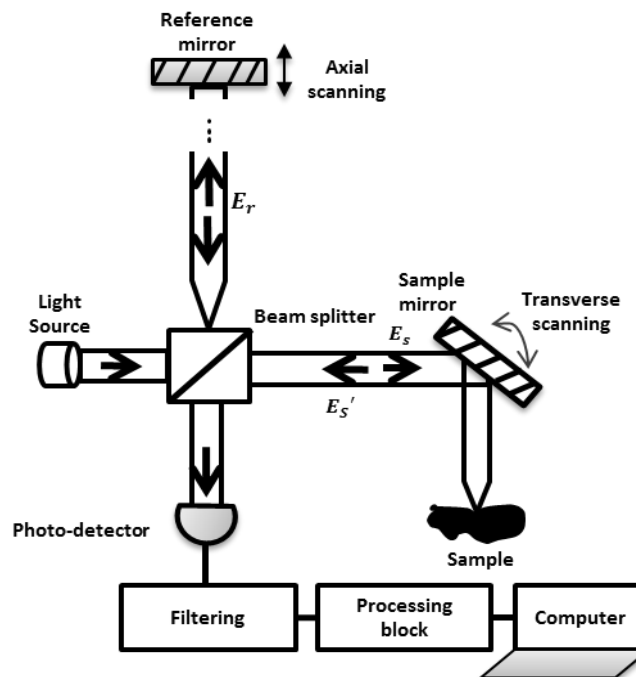 Reference
mirror
Axial
scanning
⋮
E_r
Light
Source
Beam splitter
Sample
mirror
Transverse
scanning
E_s
E_S'
Photo-detector
Sample
Filtering
Processing
block
Computer